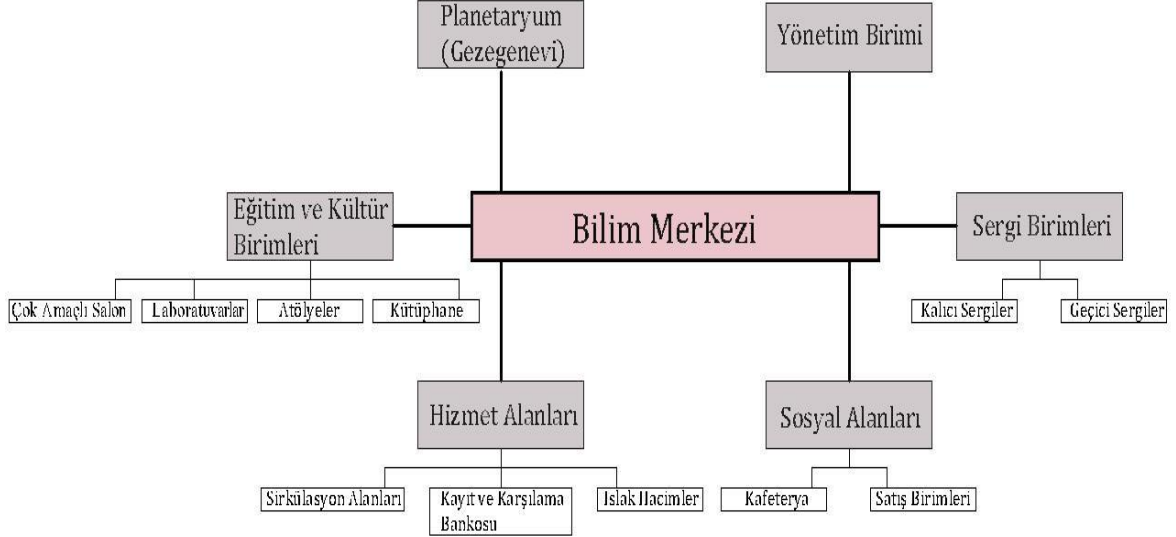 Planetaryum
(Gezegenevi)
Yönetim Birimi
Eğitim ve Kültür
Birimleri
Bilim Merkezi
Sergi Birimleri
Çok Amaçlı Salon
Laboratuvarlar
Atölyeler
Kütüphane
Kalıcı Sergiler
Geçici Sergiler
Hizmet Alanları
Sosyal Alanları
Sirkülasyon Alanları
Kayıt ve Karşılama
Bankosu
Islak Hacimler
Kafeterya
Satış Birimleri